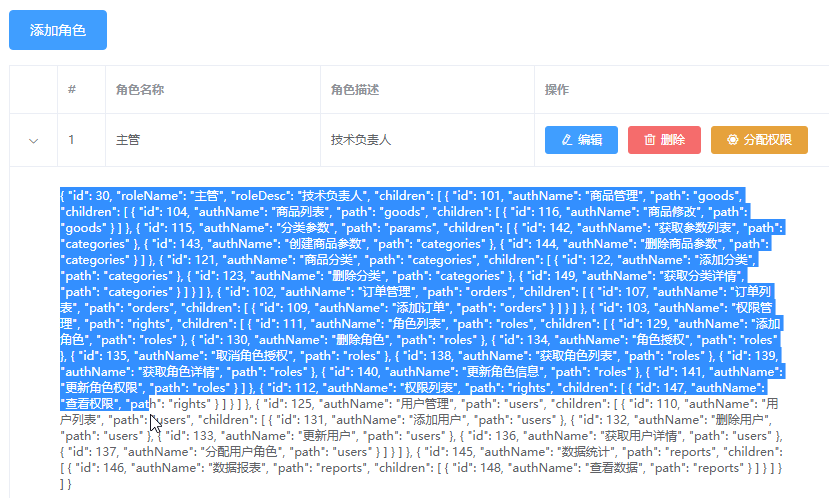 添加角色
# 角色名称 角色描述 操作
1 主管 技术负责人 编辑 删除 分配权限
{ "id": 30, "roleName": "主管", "roleDesc": "技术负责人", "children": [ { "id": 101, "authName": "商品管理", "path": "goods",
"children": [ { "id": 104, "authName": "商品列表", "path": "goods", "children": [ { "id": 116, "authName": "商品修改", "path":
"goods" } ] }, { "id": 115, "authName": "分类参数", "path": "params", "children": [ { "id": 142, "authName": "获取参数列表", "path":
"categories" }, { "id": 143, "authName": "创建商品参数", "path": "categories" }, { "id": 144, "authName": "删除商品参数", "path":
"categories" } ] }, { "id": 121, "authName": "商品分类", "path": "categories", "children": [ { "id": 122, "authName": "添加分类",
"path": "categories" }, { "id": 123, "authName": "删除分类", "path": "categories" }, { "id": 149, "authName": "获取分类详情",
"path": "categories" } ] } ] }, { "id": 102, "authName": "订单管理", "path": "orders", "children": [ { "id": 107, "authName": "订单列
表", "path": "orders", "children": [ { "id": 109, "authName": "添加订单", "path": "orders" } ] } ] }, { "id": 103, "authName": "权限管
理", "path": "rights", "children": [ { "id": 111, "authName": "角色列表", "path": "roles", "children": [ { "id": 129, "authName": "添加
角色", "path": "roles" }, { "id": 130, "authName": "删除角色", "path": "roles" }, { "id": 134, "authName": "角色授权", "path": "roles"
}, { "id": 135, "authName": "取消角色授权", "path": "roles" }, { "id": 138, "authName": "获取角色列表", "path": "roles" }, { "id": 139,
"authName": "获取角色详情", "path": "roles" }, { "id": 140, "authName": "更新角色信息", "path": "roles" }, { "id": 141, "authName":
"更新角色权限", "path": "roles" } ] }, { "id": 112, "authName": "权限列表", "path": "rights", "children": [ { "id": 147, "authName":
"查看权限", "path": "rights" } ] } ] }, { "id": 125, "authName": "用户管理", "path": "users", "children": [ { "id": 110, "authName": "用
户列表", "path": "users", "children": [ { "id": 131, "authName": "添加用户", "path": "users" }, { "id": 132, "authName": "删除用户",
"path": "users" }, { "id": 133, "authName": "更新用户", "path": "users" }, { "id": 136, "authName": "获取用户详情", "path": "users" },
{ "id": 137, "authName": "分配用户角色", "path": "users" } ] } ] }, { "id": 145, "authName": "数据统计", "path": "reports", "children":
[ { "id": 146, "authName": "数据报表", "path": "reports", "children": [ { "id": 148, "authName": "查看数据", "path": "reports" } ] } ] }
] }